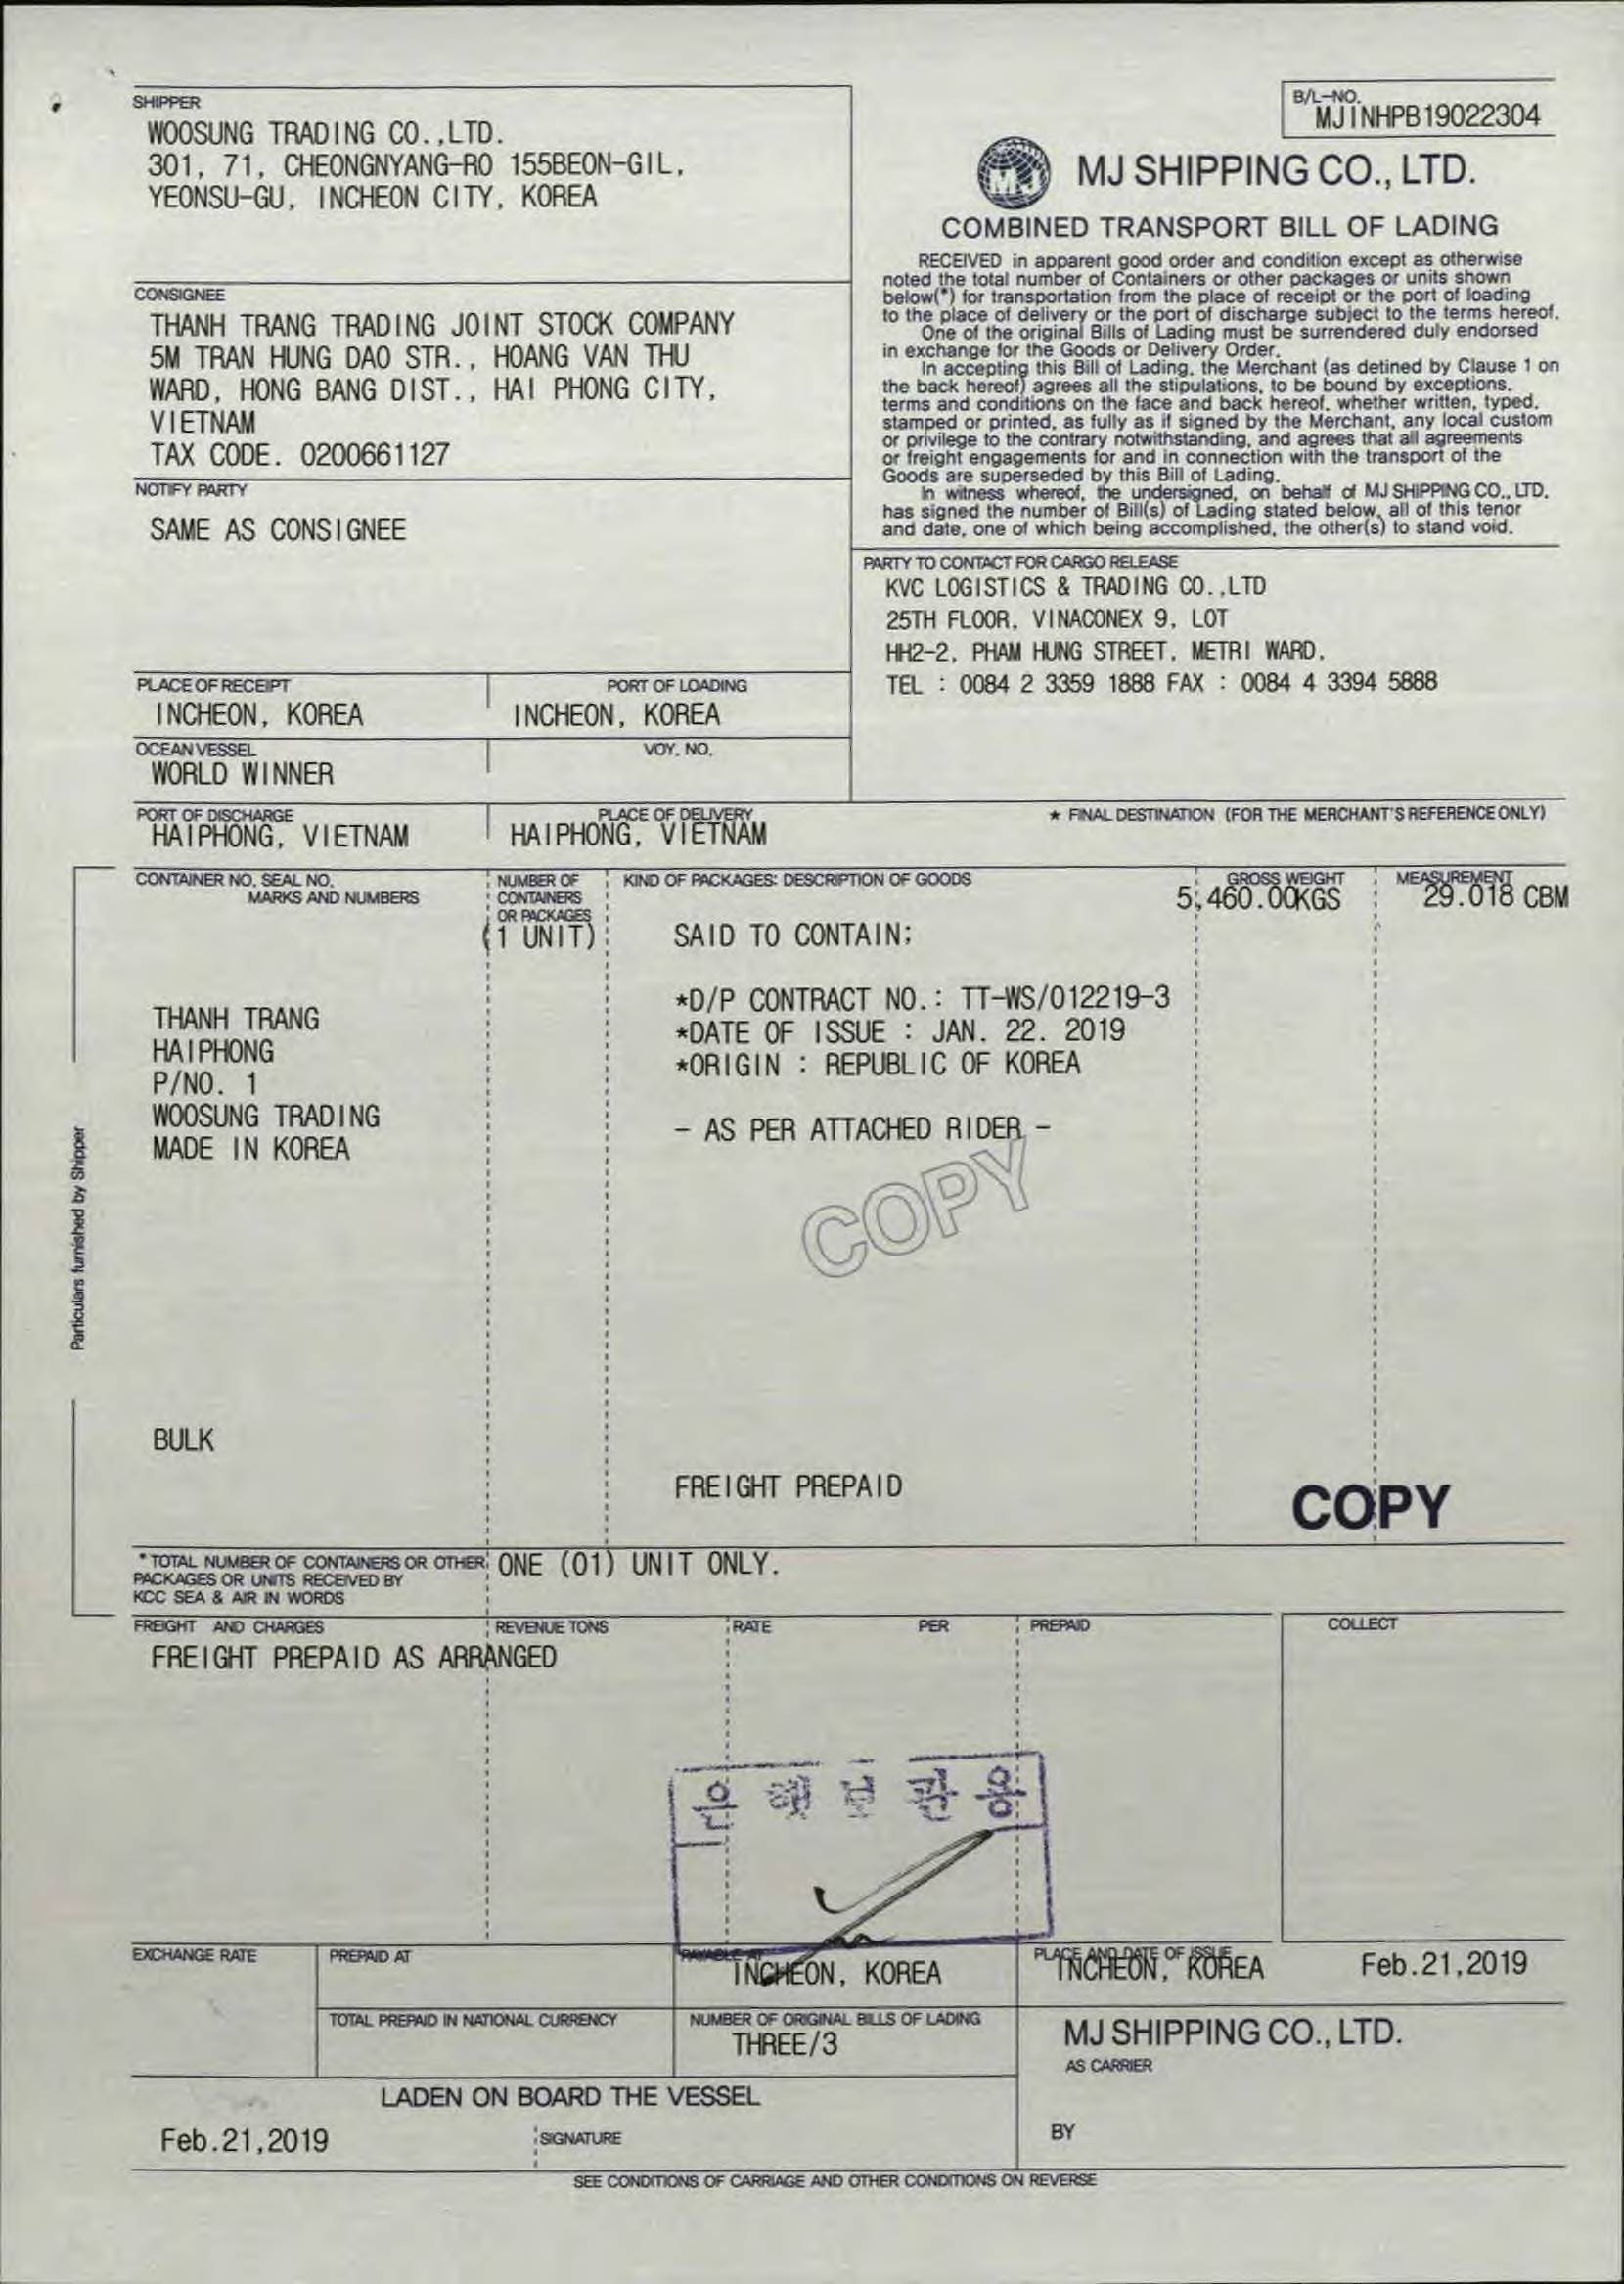 SHIPPER
WOOSUNG TRADING CO.,LTD.
301, 71, CHEONGNYANG-RO 155BEON-GIL,
YEONSU-GU, INCHEON CITY, KOREA
B/L-NO.
MJINHPB19022304
MJ
MJ SHIPPING CO., LTD.
COMBINED TRANSPORT BILL OF LADING
RECEIVED in apparent good order and condition except as otherwise
noted the total number of Containers or other packages or units shown
below(*) for transportation from the place of receipt or the port of loading
to the place of delivery or the port of discharge subject to the terms hereof.
One of the original Bills of Lading must be surrendered duly endorsed
in exchange for the Goods or Delivery Order.
In accepting this Bill of Lading, the Merchant (as detined by Clause 1 on
the back hereof) agrees all the stipulations, to be bound by exceptions,
terms and conditions on the face and back hereof, whether written, typed,
stamped or printed, as fully as if signed by the Merchant, any local custom
or privilege to the contrary notwithstanding, and agrees that all agreements
or freight engagements for and in connection with the transport of the
Goods are superseded by this Bill of Lading.
In witness whereof, the undersigned, on behalf of MJ SHIPPING CO., LTD.
has signed the number of Bill(s) of Lading stated below, all of this tenor
and date, one of which being accomplished, the other(s) to stand void.
CONSIGNEE
THANH TRANG TRADING JOINT STOCK COMPANY
5M TRAN HUNG DAO STR., HOANG VAN THU
WARD, HONG BANG DIST., HAI PHONG CITY,
VIETNAM
TAX CODE. 0200661127
NOTIFY PARTY
SAME AS CONSIGNEE
PARTY TO CONTACT FOR CARGO RELEASE
KVC LOGISTICS & TRADING CO.,LTD
25TH FLOOR, VINACONEX 9, LOT
HH2-2, PHAM HUNG STREET, METRI WARD,
TEL : 0084 2 3359 1888 FAX : 0084 4 3394 5888
PLACE OF RECEIPT
INCHEON, KOREA
PORT OF LOADING
INCHEON, KOREA
OCEAN VESSEL
WORLD WINNER
VOY. NO.
PORT OF DISCHARGE
HAIPHONG, VIETNAM
PLACE OF DELIVERY
HAIPHONG, VIETNAM
* FINAL DESTINATION (FOR THE MERCHANT'S REFERENCE ONLY)
CONTAINER NO. SEAL NO.
MARKS AND NUMBERS
NUMBER OF
CONTAINERS
OR PACKAGES
(1 UNIT)
KIND OF PACKAGES: DESCRIPTION OF GOODS
GROSS WEIGHT
5,460.00KGS
MEASUREMENT
29.018 CBM
SAID TO CONTAIN;
*D/P CONTRACT NO.: TT-WS/012219-3
*DATE OF ISSUE : JAN. 22. 2019
*ORIGIN : REPUBLIC OF KOREA
- AS PER ATTACHED RIDER -
THANH TRANG
HAIPHONG
P/NO. 1
WOOSUNG TRADING
MADE IN KOREA
COPY
Particulars furnished by Shipper
BULK
FREIGHT PREPAID
COPY
* TOTAL NUMBER OF CONTAINERS OR OTHER
PACKAGES OR UNITS RECEIVED BY
KCC SEA & AIR IN WORDS
ONE (01) UNIT ONLY.
FREIGHT AND CHARGES
REVENUE TONS
RATE
PER
PREPAID
COLLECT
FREIGHT PREPAID AS ARRANGED
은행보관용
EXCHANGE RATE
PREPAID AT
PAYABLE AT
INCHEON, KOREA
PLACE AND DATE OF ISSUE
INCHEON, KOREA
Feb.21,2019
TOTAL PREPAID IN NATIONAL CURRENCY
NUMBER OF ORIGINAL BILLS OF LADING
THREE/3
MJ SHIPPING CO., LTD.
AS CARRIER
LADEN ON BOARD THE VESSEL
Feb.21,2019
SIGNATURE
BY
SEE CONDITIONS OF CARRIAGE AND OTHER CONDITIONS ON REVERSE